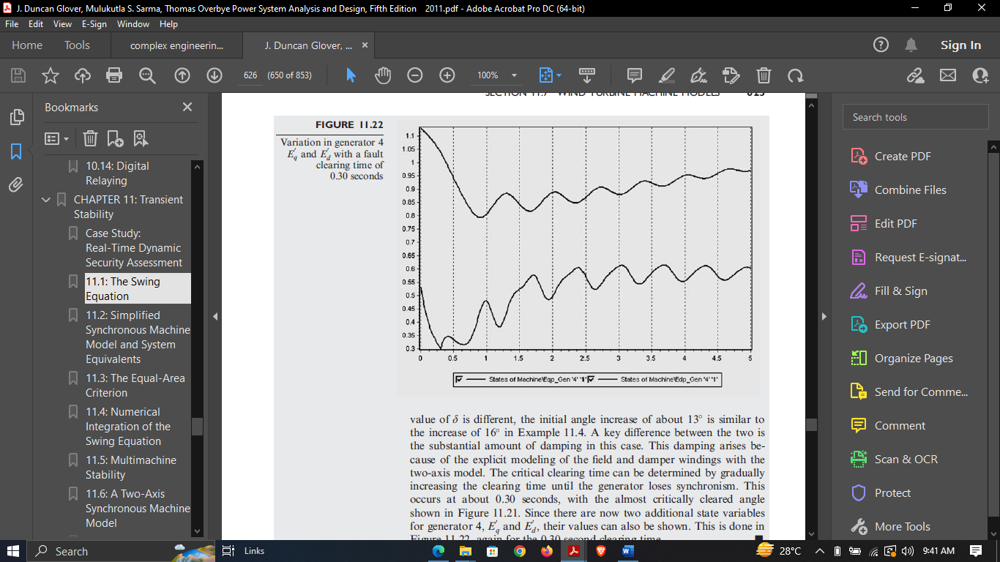 J. Duncan Glover, Mulukutla S. Sarma, Thomas Overbye Power System Analysis and Design, Fifth Edition 2011.pdf - Adobe Acrobat Pro DC (64-bit)
File Edit View E-Sign Window Help
Home Tools complex engineerin... J. Duncan Glover, ... × Sign In
626 (650 of 853) 100%
Bookmarks
10.14: Digital
Relaying
CHAPTER 11: Transient
Stability
Case Study:
Real-Time Dynamic
Security Assessment
11.1: The Swing
Equation
11.2: Simplified
Synchronous Machine
Model and System
Equivalents
11.3: The Equal-Area
Criterion
11.4: Numerical
Integration of the
Swing Equation
11.5: Multimachine
Stability
11.6: A Two-Axis
Synchronous Machine
Model
SECTION 11.7 WIND TURBINE MACHINE MODELS 625
FIGURE 11.22
Variation in generator 4
E′q and E′d with a fault
clearing time of
0.30 seconds
1.1
1.05
1
0.95
0.9
0.85
0.8
0.75
0.7
0.65
0.6
0.55
0.5
0.45
0.4
0.35
0.3
0 0.5 1 1.5 2 2.5 3 3.5 4 4.5 5
States of Machine\Eqp_Gen '4' '1' States of Machine\Edp_Gen '4' '1'
value of δ is different, the initial angle increase of about 13° is similar to
the increase of 16° in Example 11.4. A key difference between the two is
the substantial amount of damping in this case. This damping arises be-
cause of the explicit modeling of the field and damper windings with the
two-axis model. The critical clearing time can be determined by gradually
increasing the clearing time until the generator loses synchronism. This
occurs at about 0.30 seconds, with the almost critically cleared angle
shown in Figure 11.21. Since there are now two additional state variables
for generator 4, E′q and E′d, their values can also be shown. This is done in
Figure 11.22, again for the 0.30 second clearing time.
Search tools
Create PDF
Combine Files
Edit PDF
Request E-signat...
Fill & Sign
Export PDF
Organize Pages
Send for Comme...
Comment
Scan & OCR
Protect
More Tools
Search
Links
28°C
9:41 AM